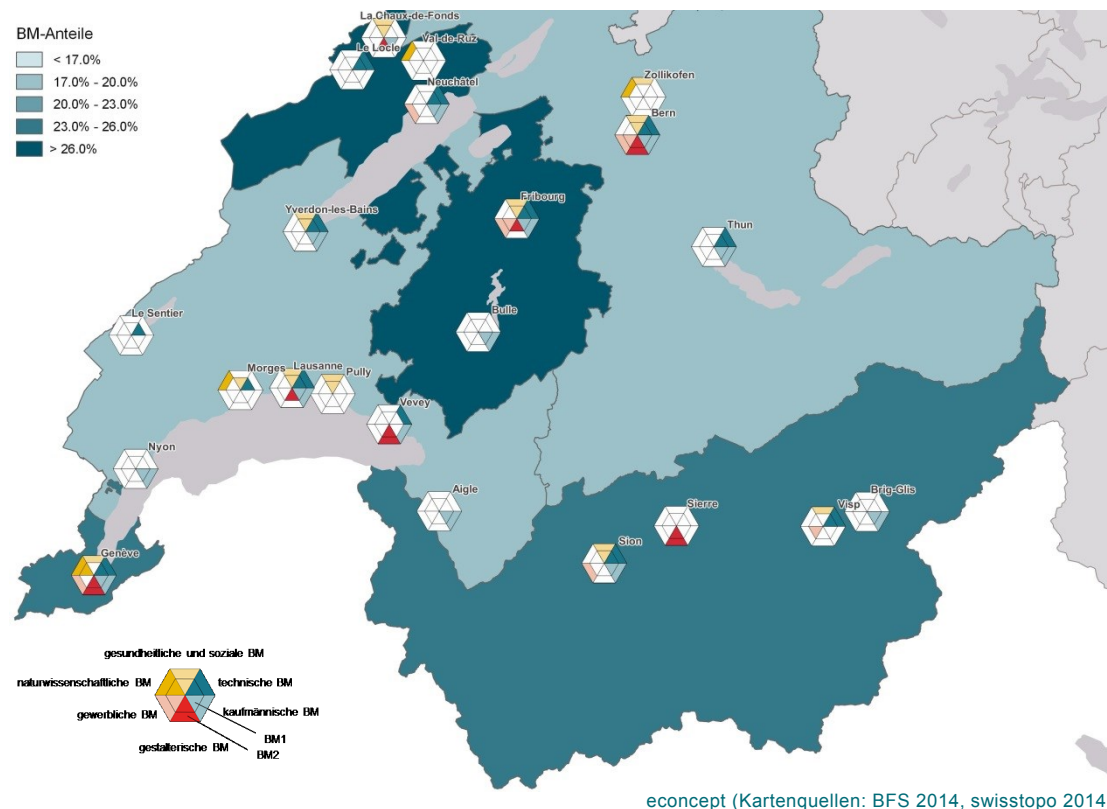 La Chaux-de-Fonds
BM-Anteile
Val-de-Ruz
Le Locle
< 17.0%
17.0% - 20.0%
20.0% - 23.0%
23.0% - 26.0%
> 26.0%
Neuchâtel
Zollikofen
Bern
Yverdon-les-Bains
Fribourg
Thun
Le Sentier
Bulle
Morges
Lausanne
Pully
Vevey
Nyon
Aigle
Sierre
Brig-Glis
Visp
Sion
Genève
gesundheitliche und soziale BM
naturwissenschaftliche BM
technische BM
gewerbliche BM
kaufmännische BM
gestalterische BM
BM1
BM2
econcept (Kartenquellen: BFS 2014, swisstopo 2014